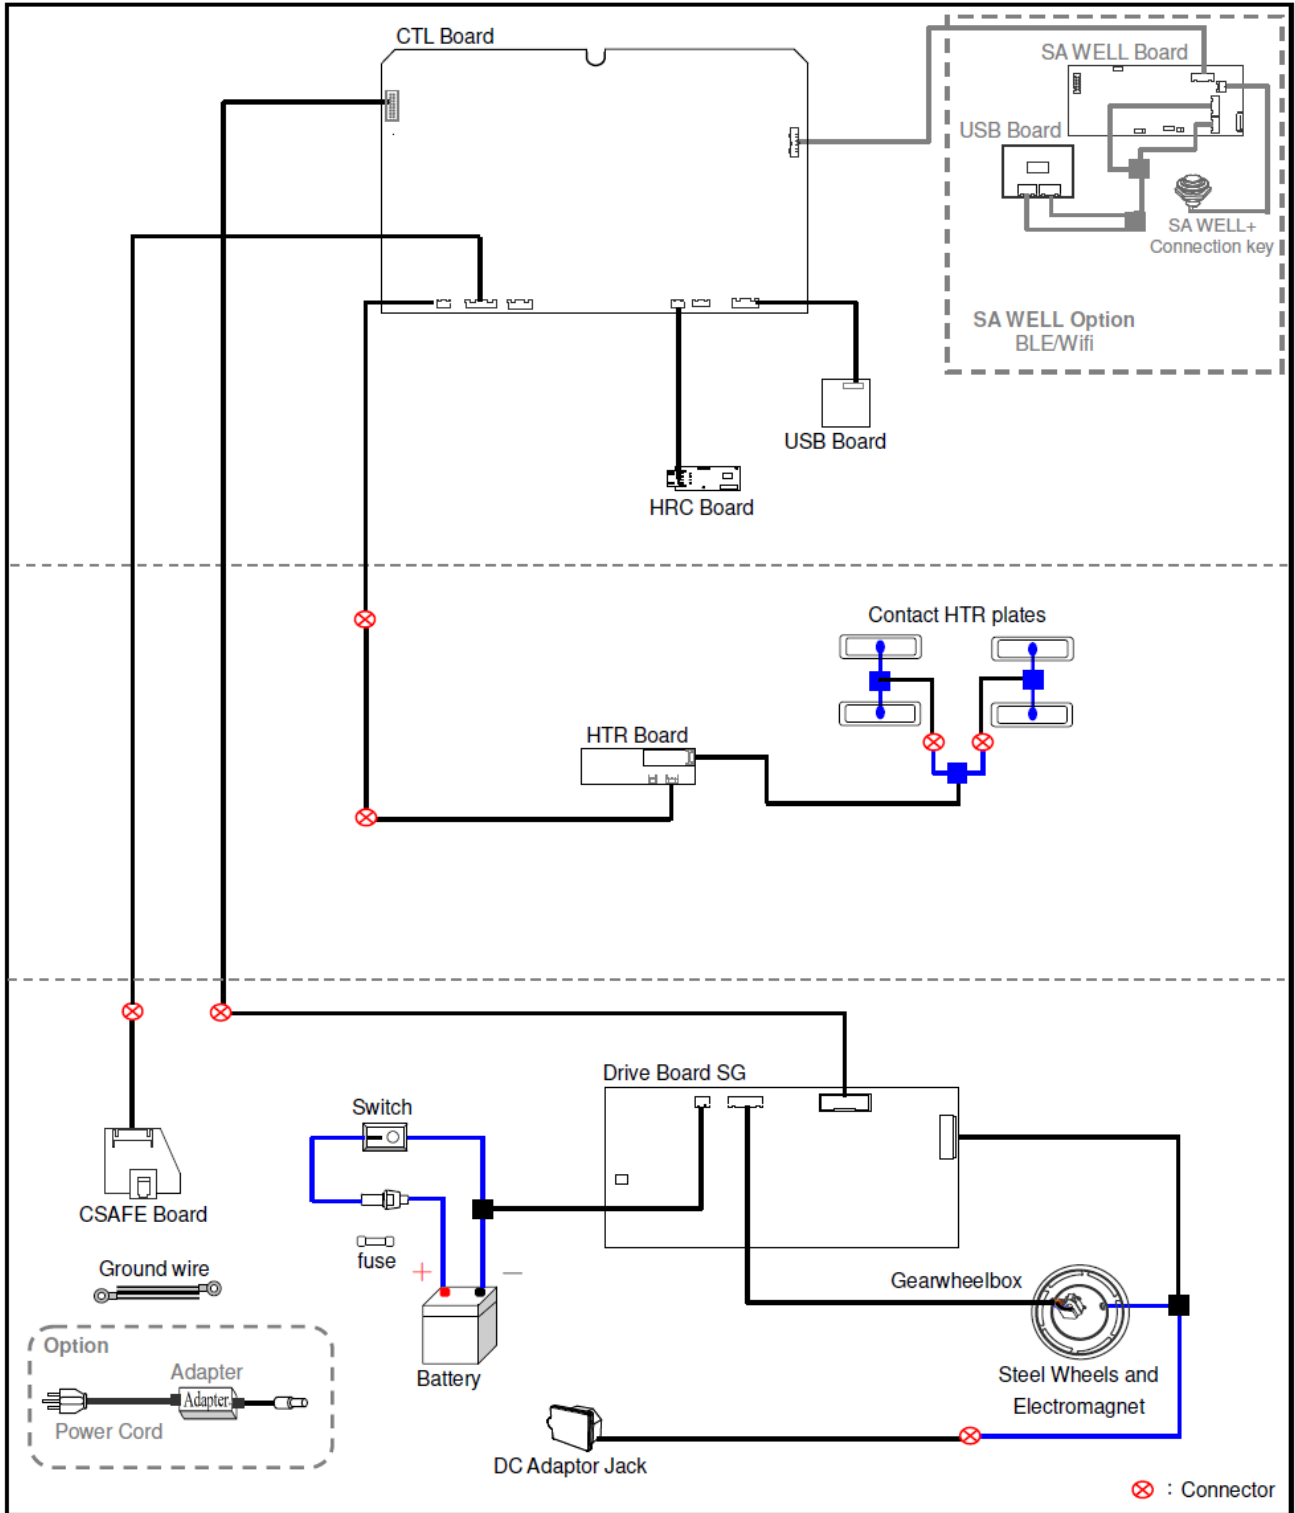 CTL Board
SA WELL Board
USB Board
SA WELL+
Connection key
SA WELL Option
BLE/Wifi
USB Board
HRC Board
Contact HTR plates
HTR Board
Drive Board SG
Switch
CSAFE Board
fuse
+
−
Ground wire
Gearwheelbox
Option
Adapter
Adapter
Power Cord
Battery
Steel Wheels and
Electromagnet
DC Adaptor Jack
: Connector